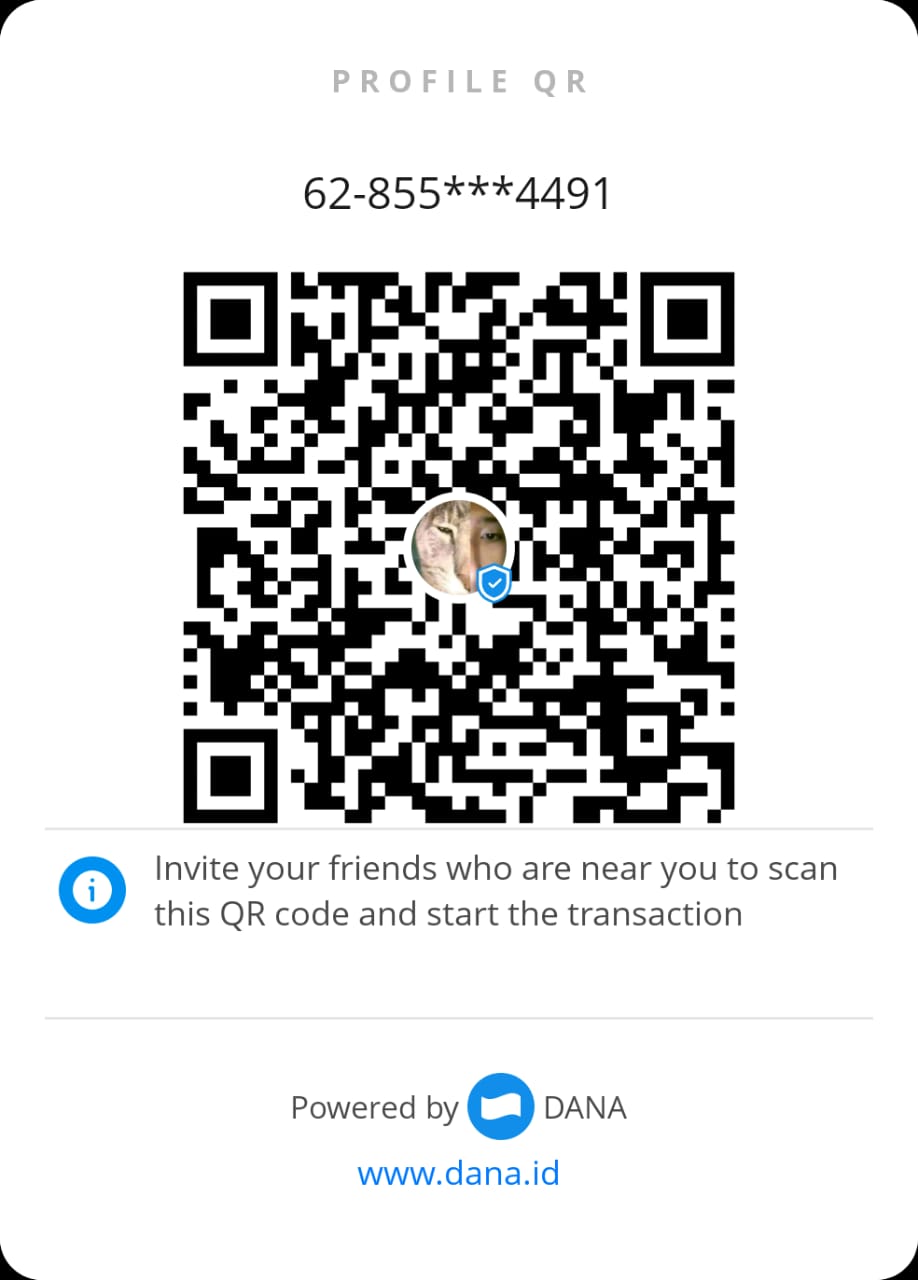 PROFILE QR
62-855***4491
Invite your friends who are near you to scan
this QR code and start the transaction
Powered by DANA
www.dana.id